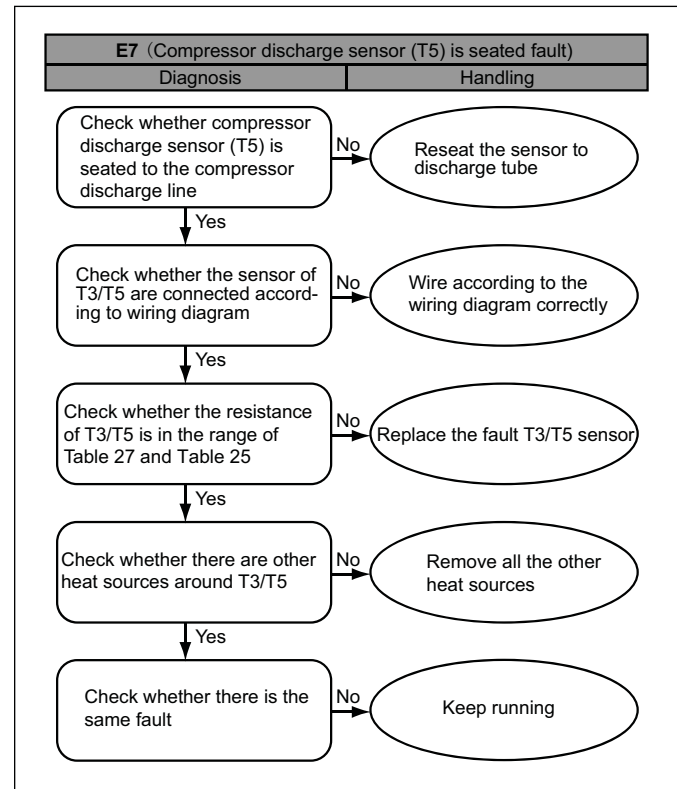 E7（Compressor discharge sensor (T5) is seated fault)
Diagnosis
Handling
Check whether compressor
discharge sensor (T5) is
seated to the compressor
discharge line
No
Reseat the sensor to
discharge tube
Yes
Check whether the sensor of
T3/T5 are connected accord-
ing to wiring diagram
No
Wire according to the
wiring diagram correctly
Yes
Check whether the resistance
of T3/T5 is in the range of
Table 27 and Table 25
No
Replace the fault T3/T5 sensor
Yes
Check whether there are other
heat sources around T3/T5
No
Remove all the other
heat sources
Yes
Check whether there is the
same fault
No
Keep running